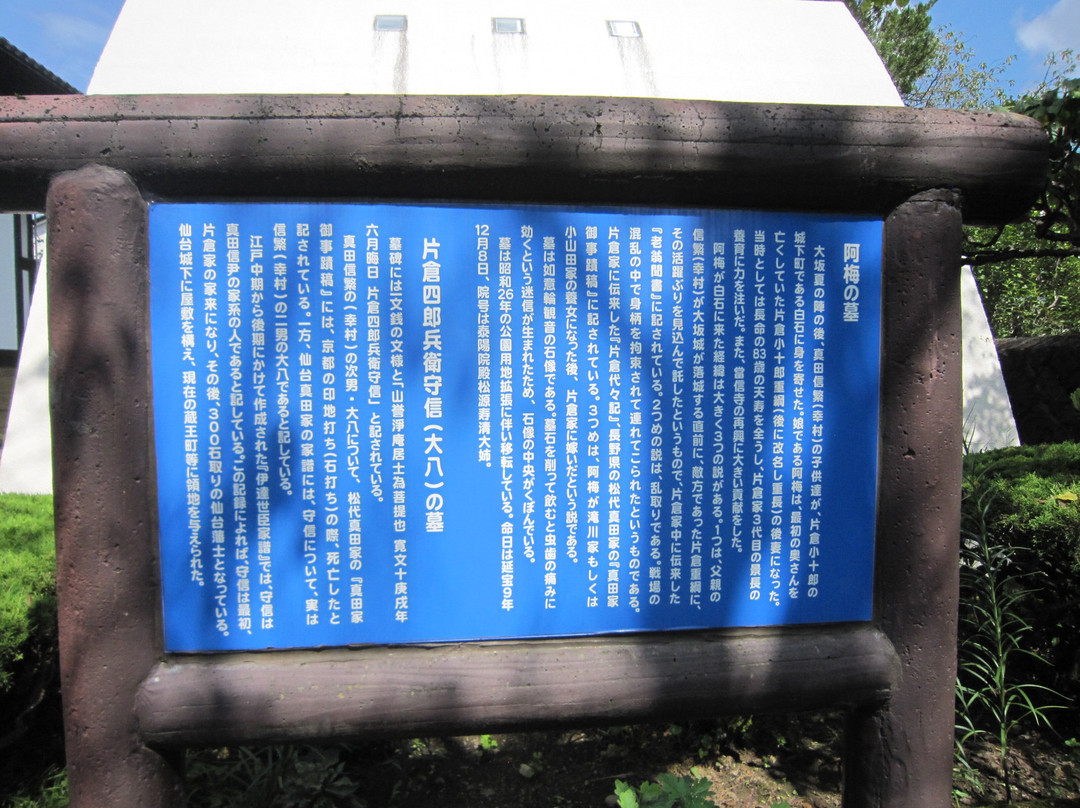 阿梅の墓
大坂夏の陣の後、真田信繁(幸村)の子供達が、片倉小十郎の
城下町である白石に身を寄せた。娘である阿梅は、最初の奥さんを
亡くしていた片倉小十郎重綱(後に改名し重長)の後妻になった。
当時としては長命の83歳の天寿を全うし、片倉家3代目の景長の
養育に力を注いだ。また、當信寺の再興に大きい貢献をした。
阿梅が白石に来た経緯は大きく3つの説がある。1つは、父親の
信繁(幸村)が大坂城が落城する直前に、敵方であった片倉重綱に、
その活躍ぶりを見込んで託したというもので、片倉家中に伝来した
『老翁聞書』に記されている。2つめの説は、乱取りである。戦場の
混乱の中で身柄を拘束されて連れてこられたというものである。
片倉家に伝来した『片倉代々記』、長野県の松代真田家の『真田家
御事蹟稿』に記されている。3つめは、阿梅が滝川家もしくは
小山田家の養女になった後、片倉家に嫁いだという説である。
墓は如意輪観音の石像である。墓石を削って飲むと虫歯の痛みに
効くという迷信が生まれたため、石像の中央がくぼんでいる。
墓は昭和26年の公園用地拡張に伴い移転している。命日は延宝9年
12月8日、院号は泰陽院殿松源寿清大姉。
片倉四郎兵衛守信(大八)の墓
墓碑には「文銭の文様と「山誉浄庵居士為菩提也 寛文十庚戌年
六月晦日 片倉四郎兵衛守信」と記されている。
真田信繁の(幸村)の次男・大八について、松代真田家の『真田家
御事蹟稿』には、京都の印地打ち(石打ち)の際、死亡したと
記されている。一方、仙台真田家の家譜には、守信について、実は
信繁(幸村)の二男の大八であると記している。
江戸中期から後期にかけて作成された『伊達世臣家譜』では、守信は
真田信尹の家系の人であると記している。この記録によれば、守信は最初、
片倉家の家来になり、その後、300石取りの仙台藩士となっている。
仙台城下に屋敷を構え、現在の蔵王町等に領地を与えられた。